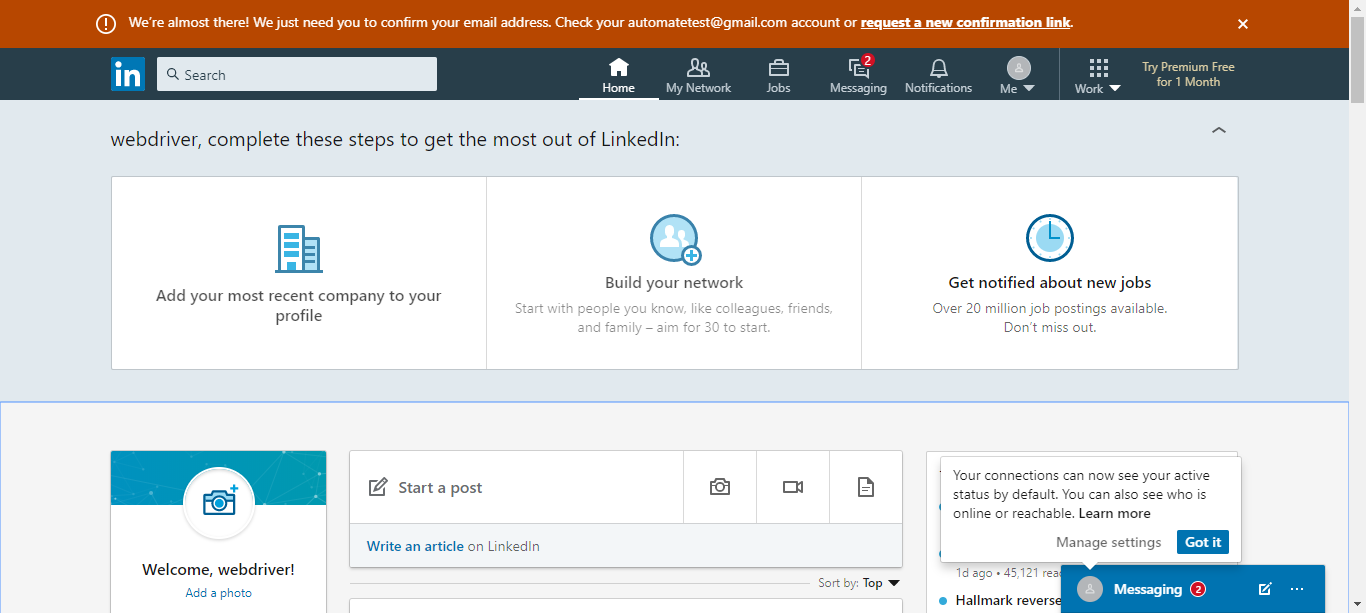 We're almost there! We just need you to confirm your email address. Check your automatetest@gmail.com account or request a new confirmation link.
in
Search
Home
My Network
Jobs
2
Messaging
Notifications
Me
Work
Try Premium Free
for 1 Month
webdriver, complete these steps to get the most out of LinkedIn:
Add your most recent company to your
profile
Build your network
Start with people you know, like colleagues, friends,
and family – aim for 30 to start.
Get notified about new jobs
Over 20 million job postings available.
Don't miss out.
Welcome, webdriver!
Add a photo
Start a post
Write an article on LinkedIn
Sort by: Top
Your connections can now see your active
status by default. You can also see who is
online or reachable. Learn more
Manage settings
Got it
1d ago • 45,121
Hallmark
Messaging 2